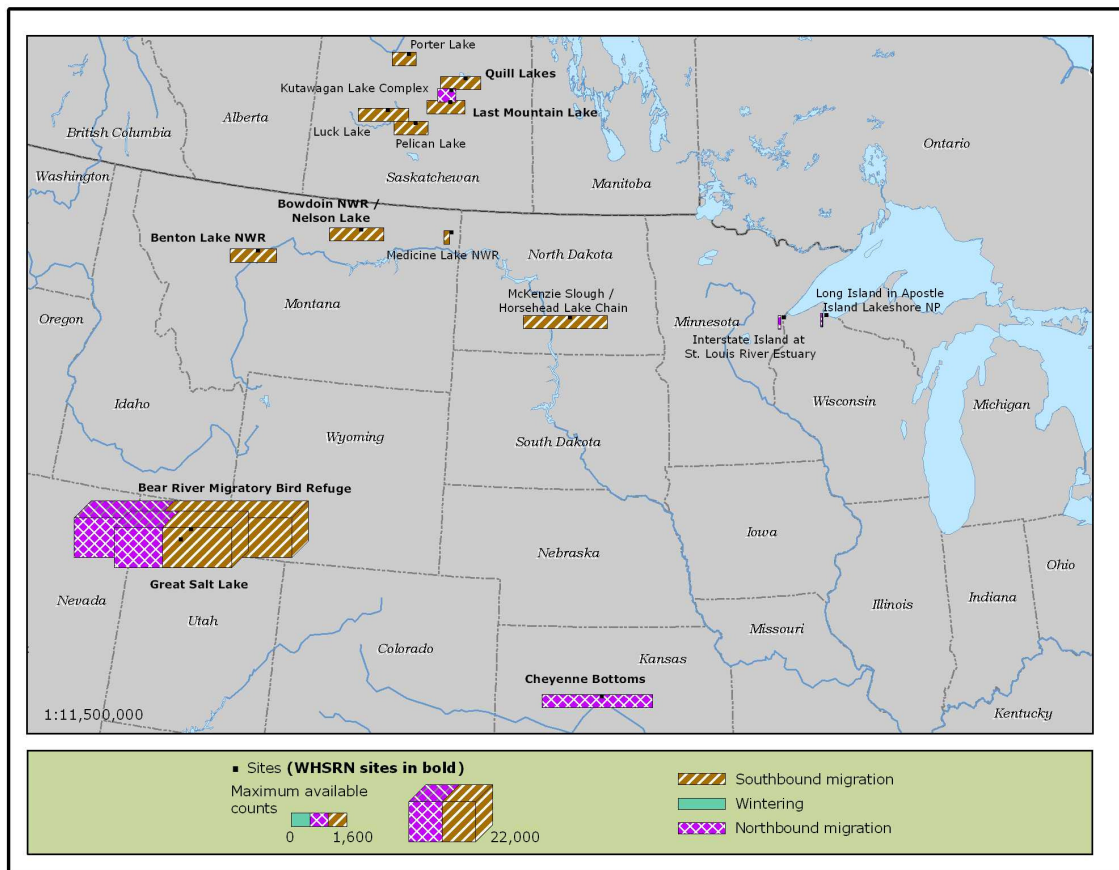 Porter Lake
Quill Lakes
Kutawagan Lake Complex
Last Mountain Lake
Luck Lake
Pelican Lake
British Columbia
Alberta
Saskatchewan
Manitoba
Ontario
Washington
Bowdoin NWR /
Nelson Lake
Benton Lake NWR
Medicine Lake NWR
North Dakota
Montana
McKenzie Slough /
Horsehead Lake Chain
Long Island in Apostle
Island Lakeshore NP
Oregon
Minnesota
Interstate Island at
St. Louis River Estuary
Idaho
Wisconsin
Michigan
Wyoming
South Dakota
Bear River Migratory Bird Refuge
Iowa
Nebraska
Great Salt Lake
Nevada
Utah
Ohio
Indiana
Illinois
Missouri
Colorado
Kansas
Cheyenne Bottoms
Kentucky
1:11,500,000
Sites (WHSRN sites in bold)
Maximum available
counts
0 1,600
22,000
Southbound migration
Wintering
Northbound migration